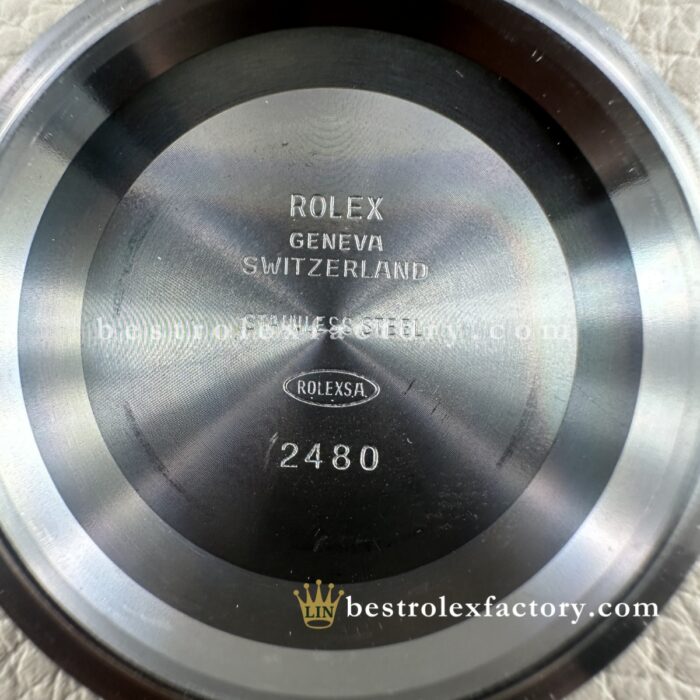 ROLEX
GENEVA
SWITZERLAND
STAINLESS STEEL
bestrolexfactory.com
ROLEXSA
2480
LIN bestrolexfactory.com